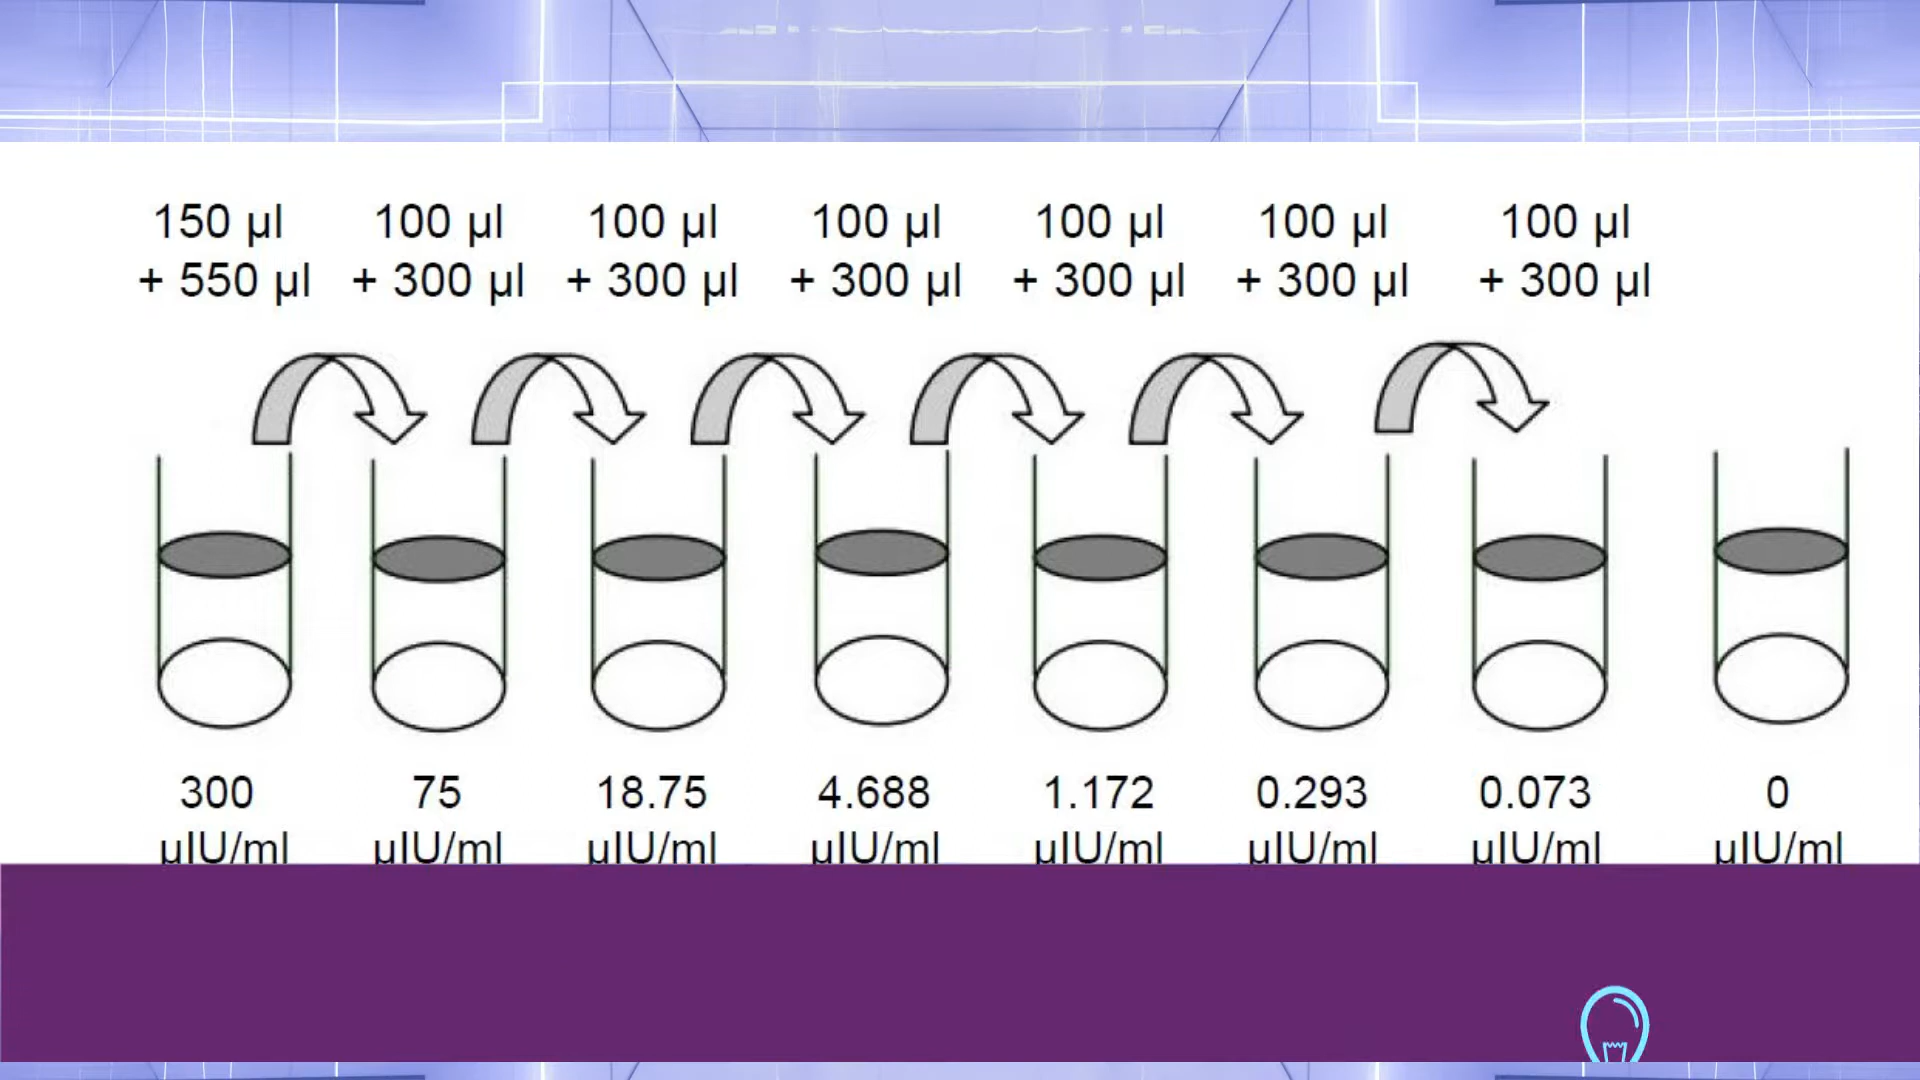 150 µl 100 µl 100 µl 100 µl 100 µl 100 µl 100 µl
+ 550 µl + 300 µl + 300 µl + 300 µl + 300 µl + 300 µl + 300 µl
300 75 18.75 4.688 1.172 0.293 0.073 0
µIU/ml µIU/ml µIU/ml µIU/ml µIU/ml µIU/ml µIU/ml µIU/ml